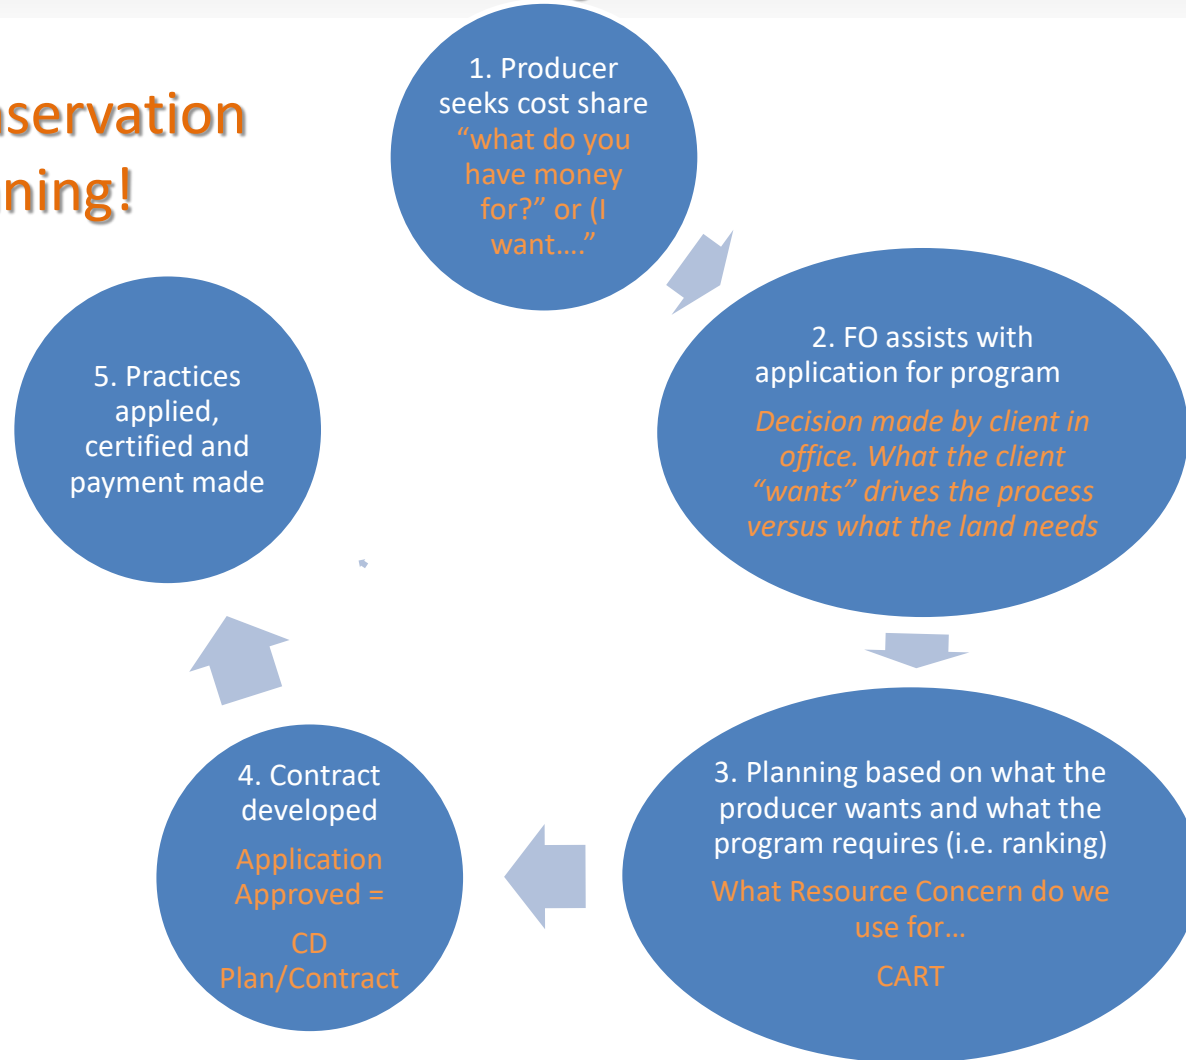 nservation
ning!
1. Producer
seeks cost share
“what do you
have money
for?” or (I
want....”
2. FO assists with
application for program
Decision made by client in
office. What the client
“wants” drives the process
versus what the land needs
3. Planning based on what the
producer wants and what the
program requires (i.e. ranking)
What Resource Concern do we
use for…
CART
4. Contract
developed
Application
Approved =
CD
Plan/Contract
5. Practices
applied,
certified and
payment made